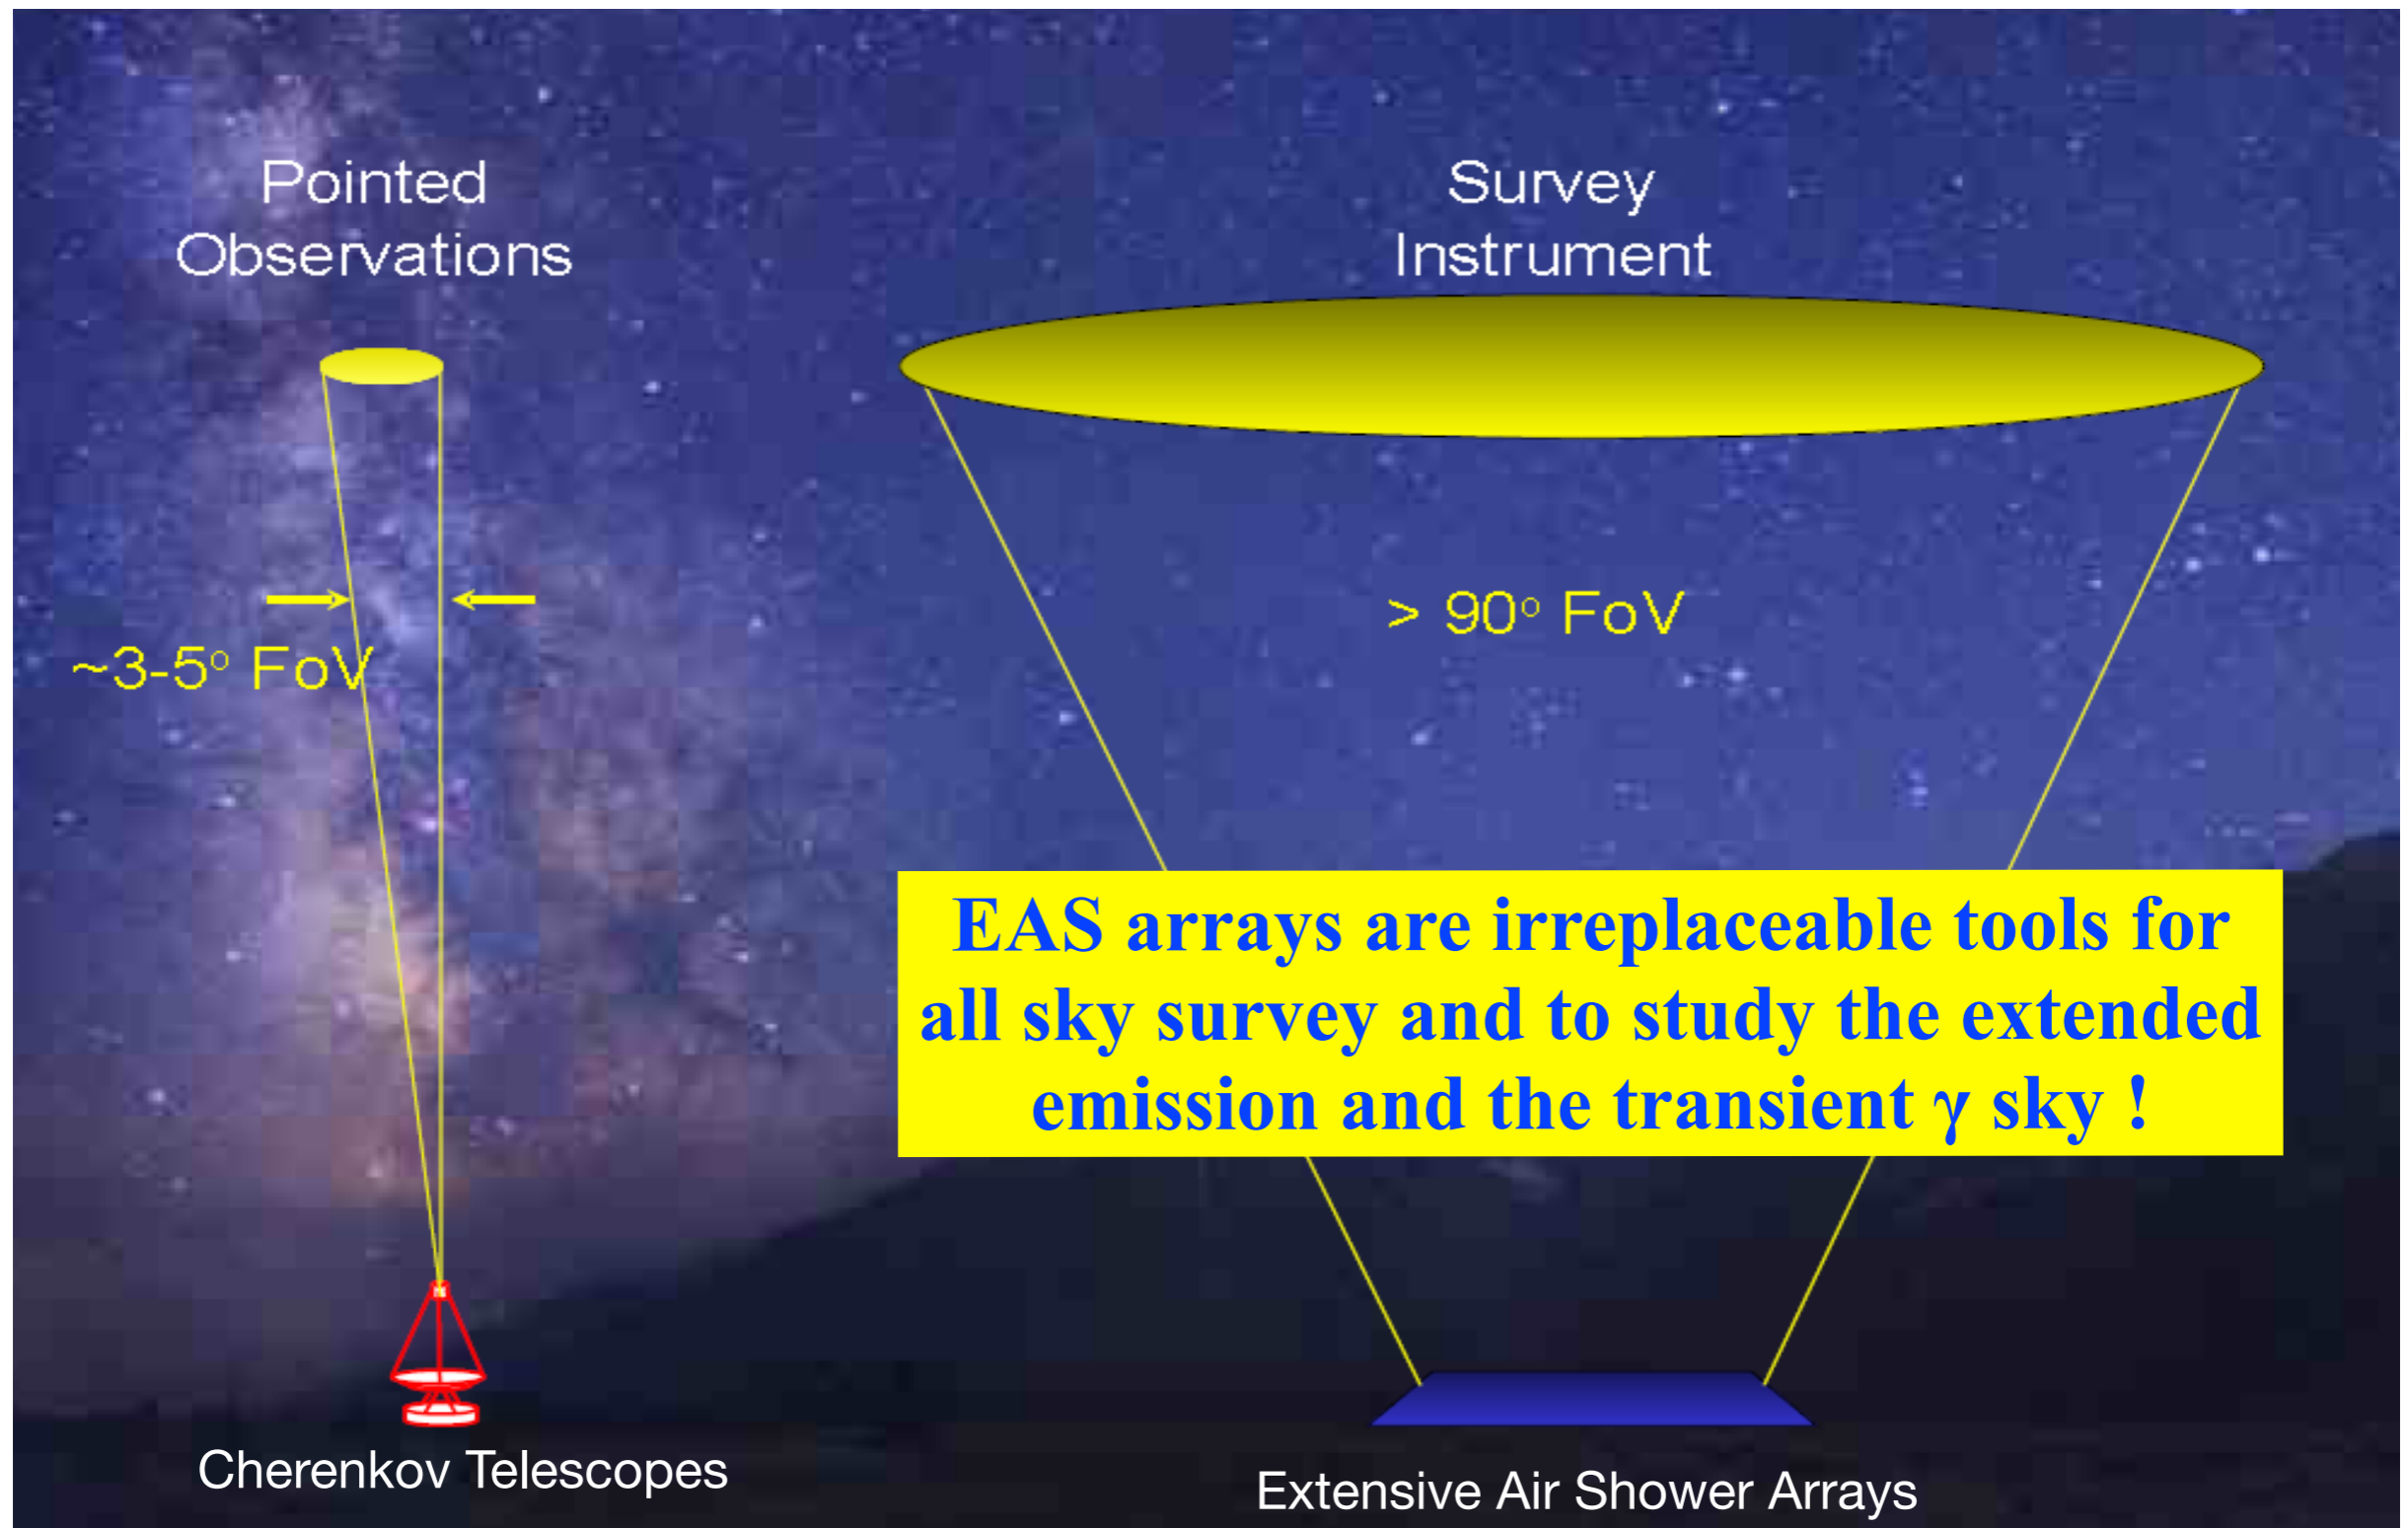 Pointed
Observations
~3-5° FoV
Cherenkov Telescopes
Survey
Instrument
> 90° FoV
EAS arrays are irreplaceable tools for
all sky survey and to study the extended
emission and the transient γ sky !
Extensive Air Shower Arrays